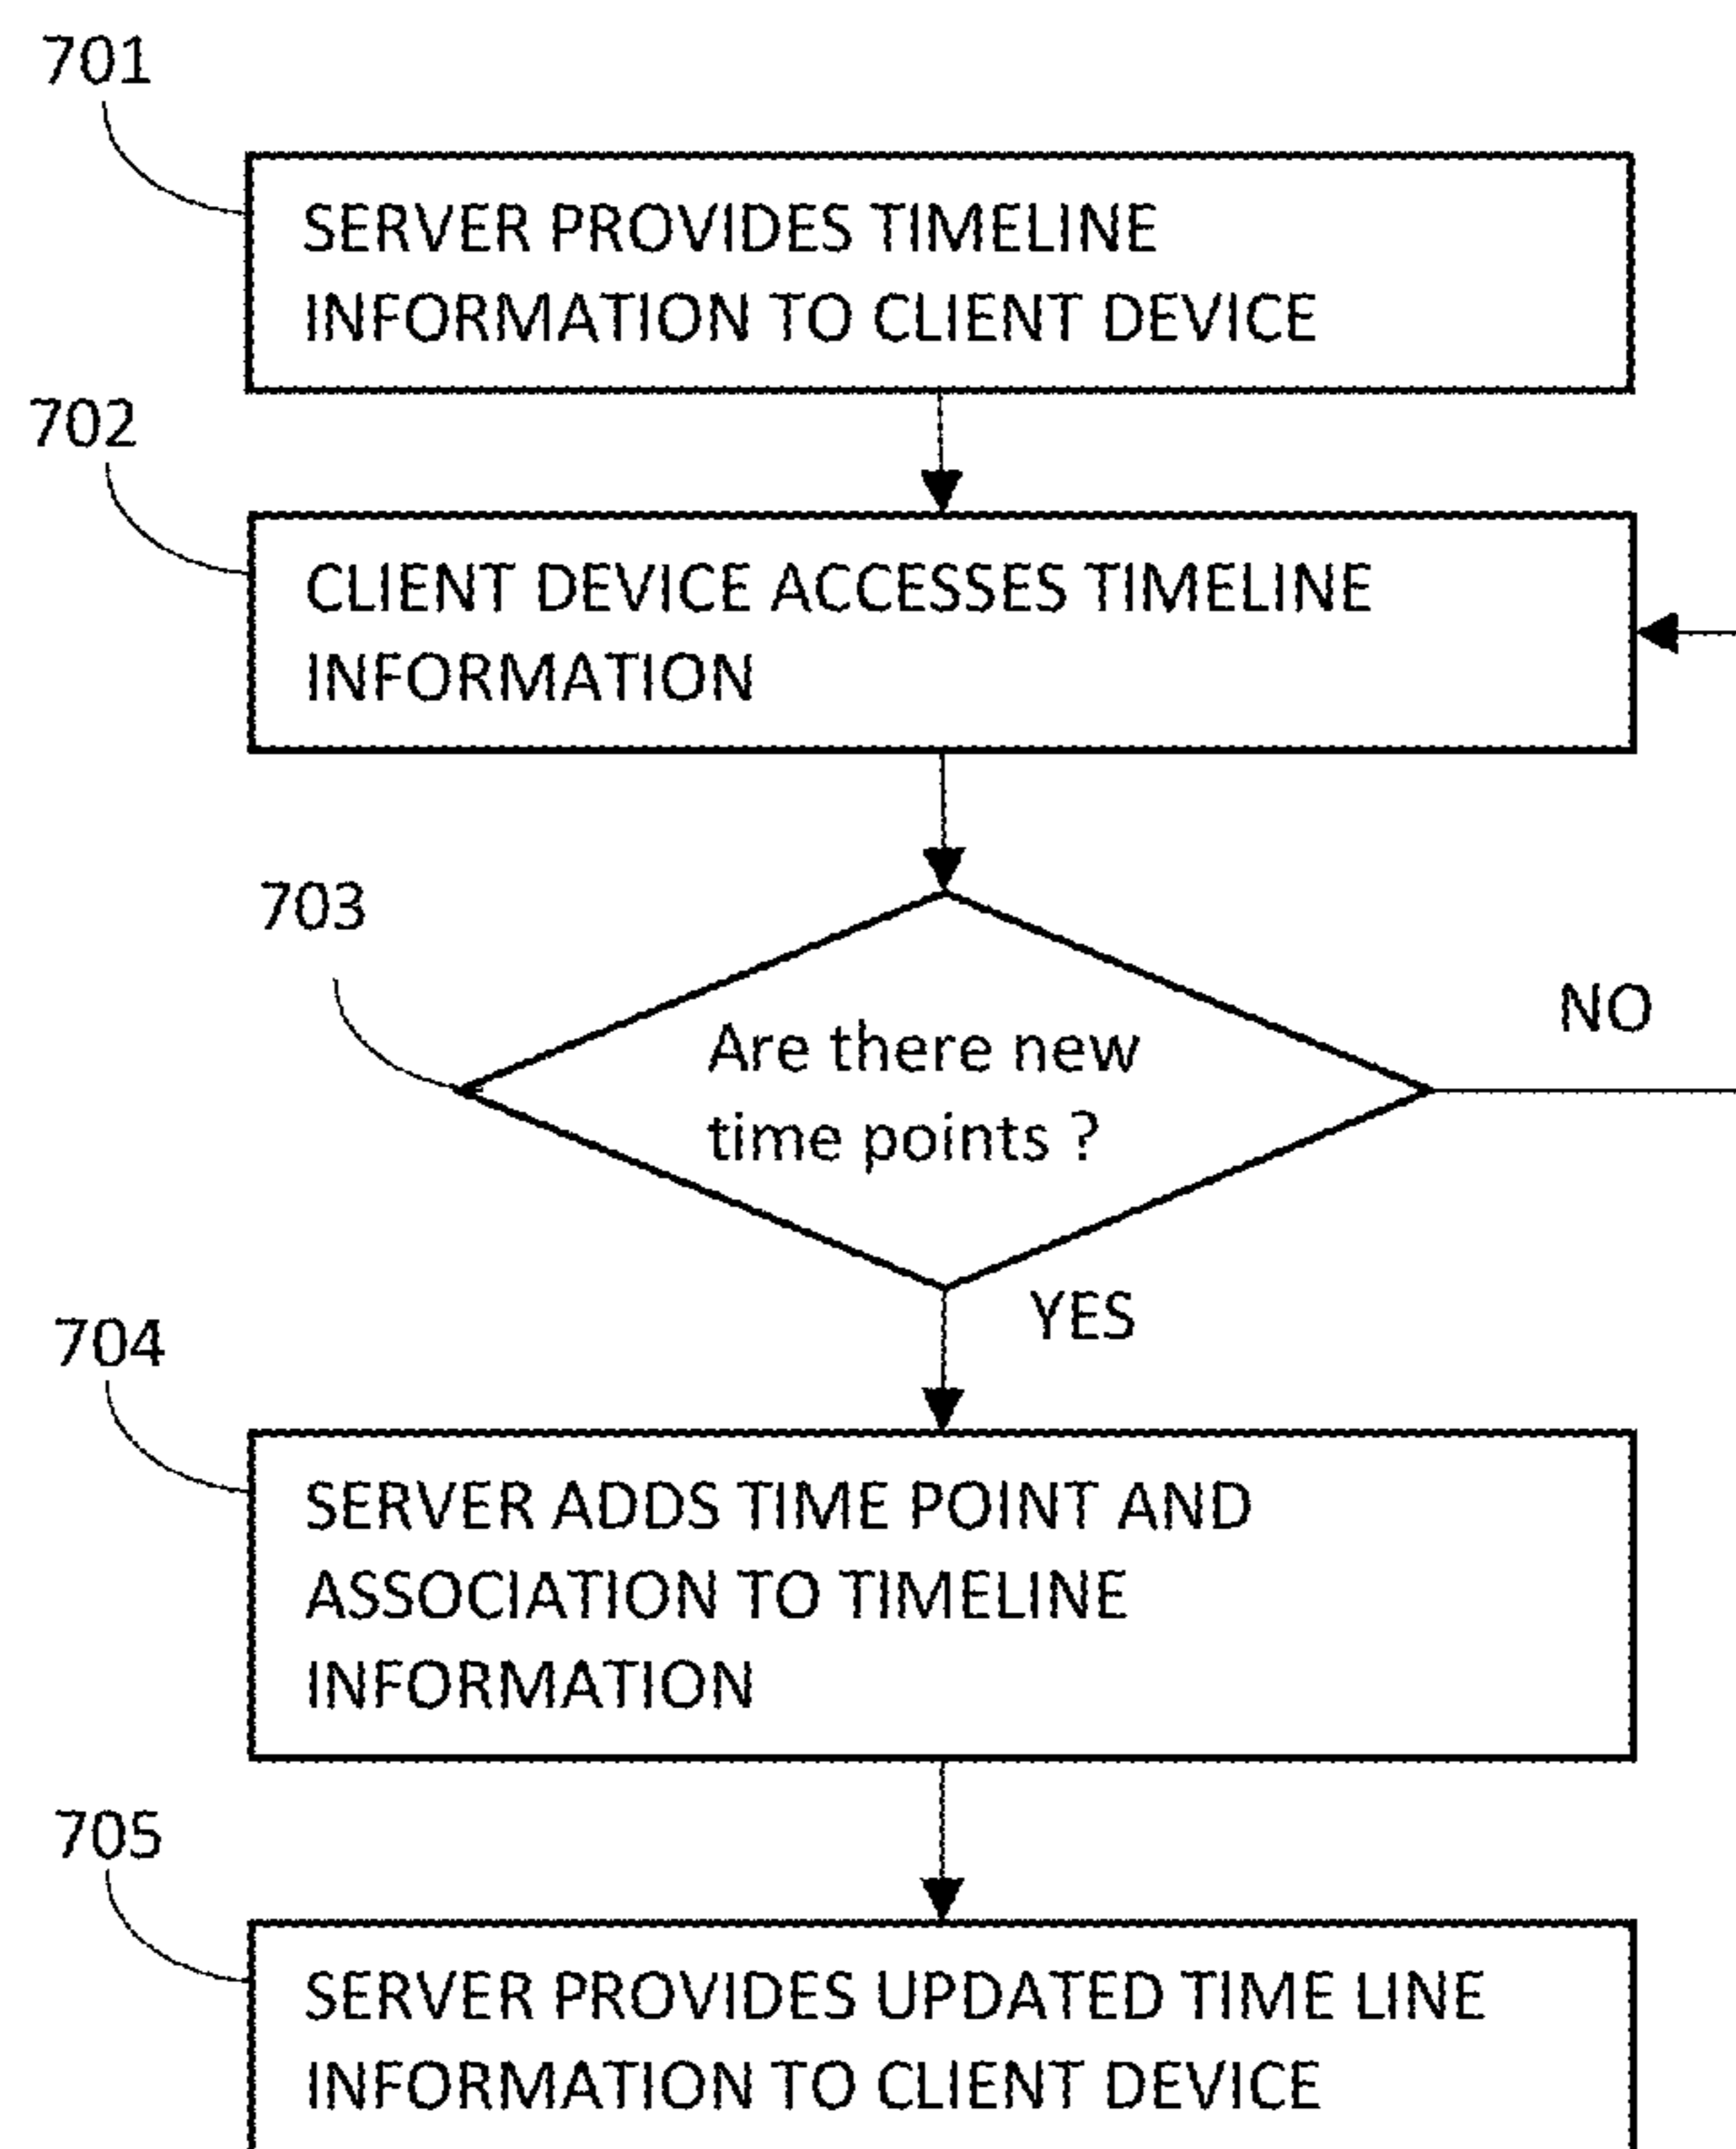 701
SERVER PROVIDES TIMELINE
INFORMATION TO CLIENT DEVICE
702
CLIENT DEVICE ACCESSES TIMELINE
INFORMATION
703
Are there new
time points ?
NO
YES
704
SERVER ADDS TIME POINT AND
ASSOCIATION TO TIMELINE
INFORMATION
705
SERVER PROVIDES UPDATED TIME LINE
INFORMATION TO CLIENT DEVICE